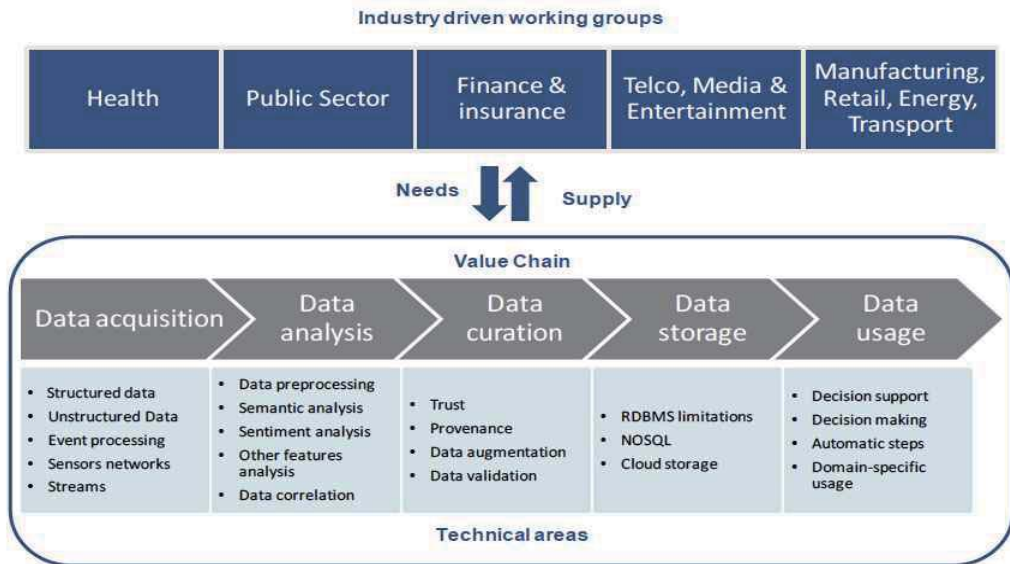 Industry driven working groups
Health
Public Sector
Finance &
insurance
Telco, Media &
Entertainment
Manufacturing,
Retail, Energy,
Transport
Needs
Supply
Value Chain
Data acquisition
Data
analysis
Data
curation
Data
storage
Data
usage
• Structured data
• Unstructured Data
• Event processing
• Sensors networks
• Streams
• Data preprocessing
• Semantic analysis
• Sentiment analysis
• Other features
analysis
• Data correlation
• Trust
• Provenance
• Data augmentation
• Data validation
• RDBMS limitations
• NOSQL
• Cloud storage
• Decision support
• Decision making
• Automatic steps
• Domain-specific
usage
Technical areas